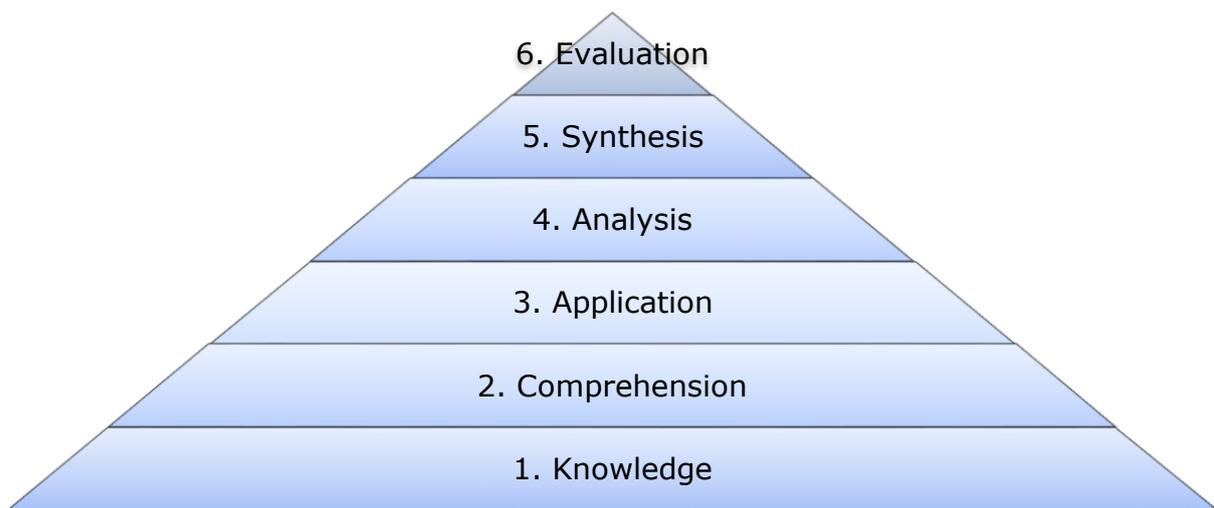 6. Evaluation
5. Synthesis
4. Analysis
3. Application
2. Comprehension
1. Knowledge